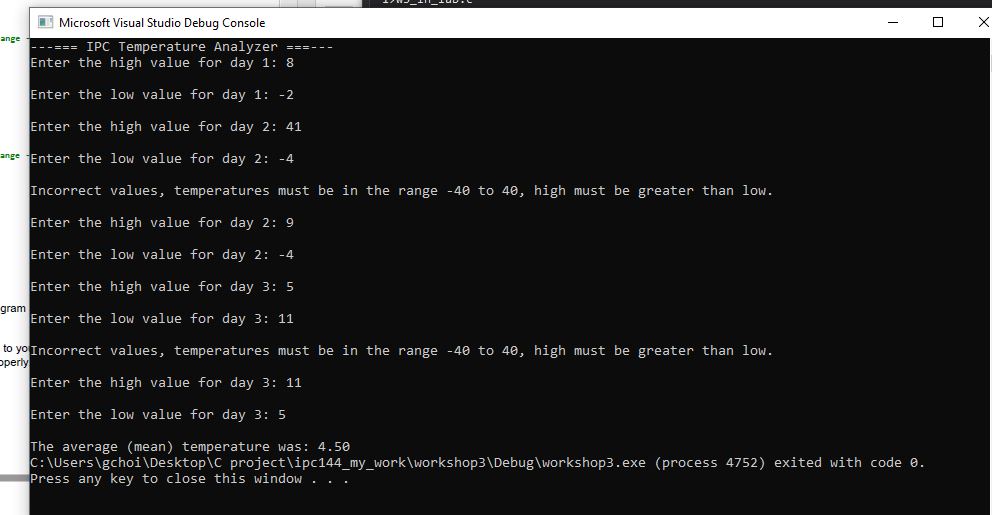 19w3_in_lab.c
Microsoft Visual Studio Debug Console
ange
---=== IPC Temperature Analyzer ===---
Enter the high value for day 1: 8
Enter the low value for day 1: -2
Enter the high value for day 2: 41
ange
Enter the low value for day 2: -4
Incorrect values, temperatures must be in the range -40 to 40, high must be greater than low.
Enter the high value for day 2: 9
Enter the low value for day 2: -4
Enter the high value for day 3: 5
gram
Enter the low value for day 3: 11
to yo
Incorrect values, temperatures must be in the range -40 to 40, high must be greater than low.
operly
Enter the high value for day 3: 11
Enter the low value for day 3: 5
The average (mean) temperature was: 4.50
C:\Users\gchoi\Desktop\C project\ipc144_my_work\workshop3\Debug\workshop3.exe (process 4752) exited with code 0.
Press any key to close this window . . .